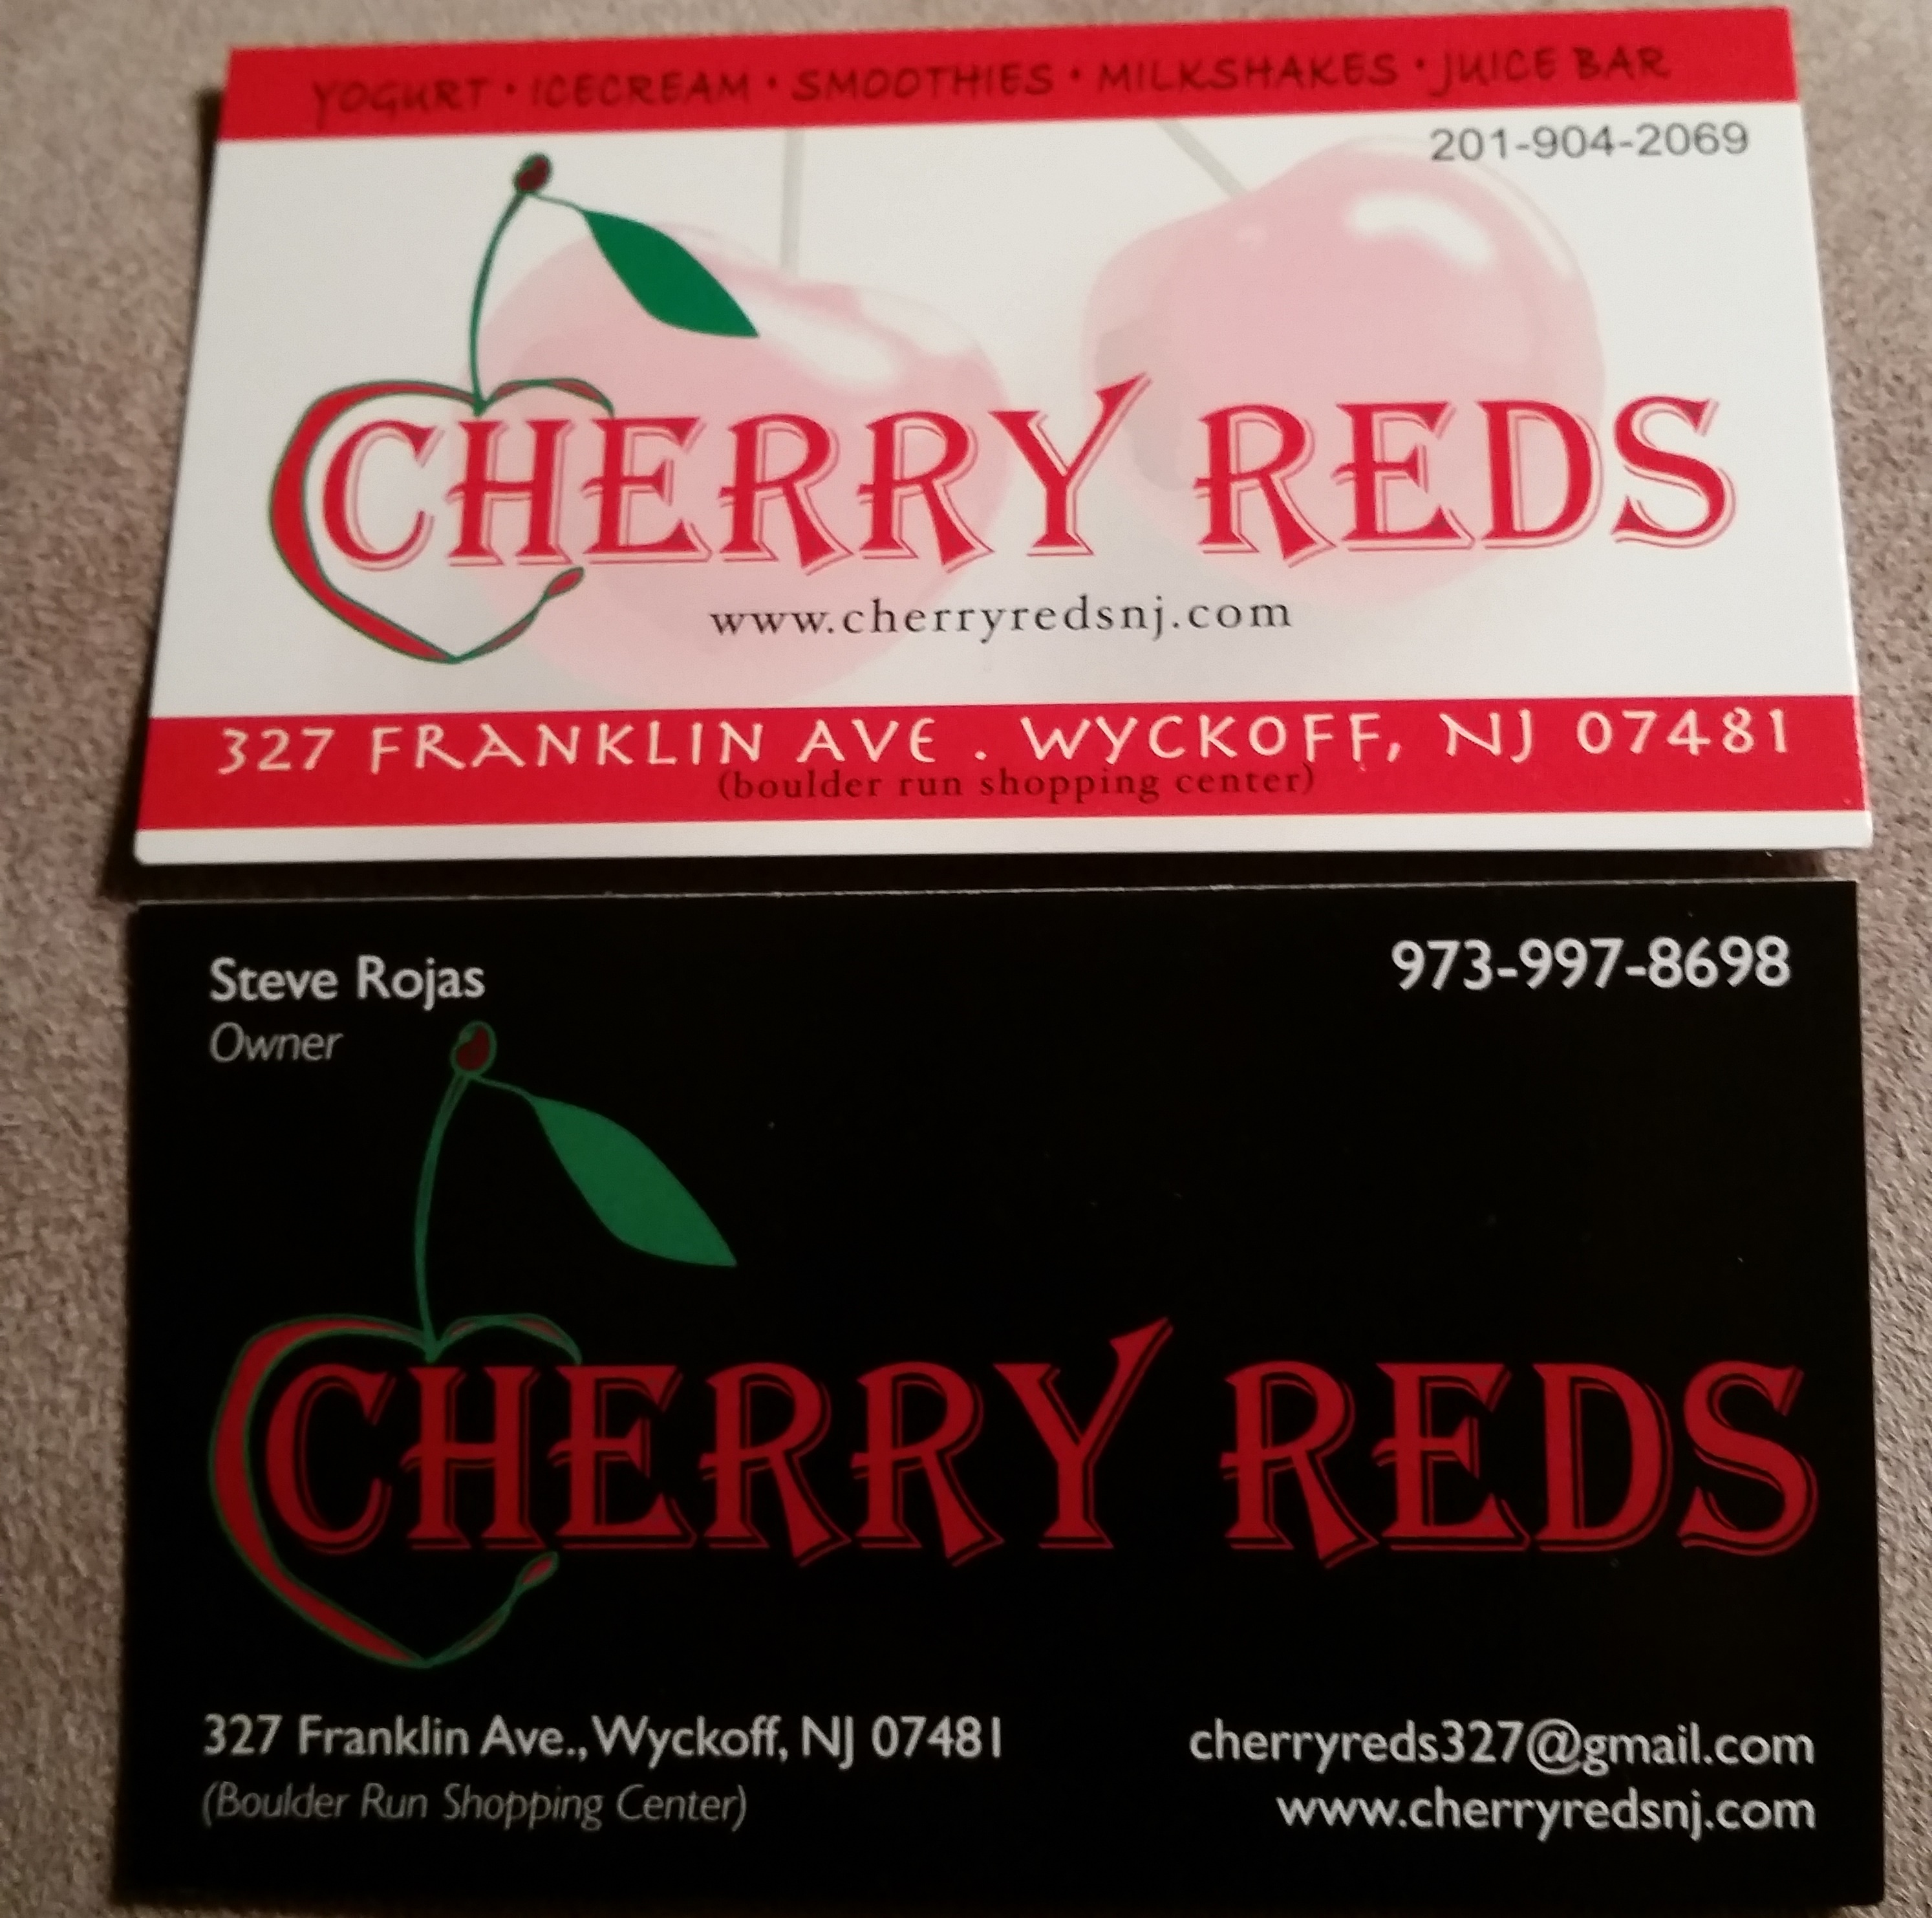 YOGURT • ICECREAM • SMOOTHIES • MILKSHAKES • JUICE BAR
201-904-2069
CHERRY REDS
www.cherryredsnj.com
327 FRANKLIN AVE . WYCKOFF, NJ 07481
(boulder run shopping center)
Steve Rojas
Owner
973-997-8698
CHERRY REDS
327 Franklin Ave., Wyckoff, NJ 07481
(Boulder Run Shopping Center)
cherryreds327@gmail.com
www.cherryredsnj.com